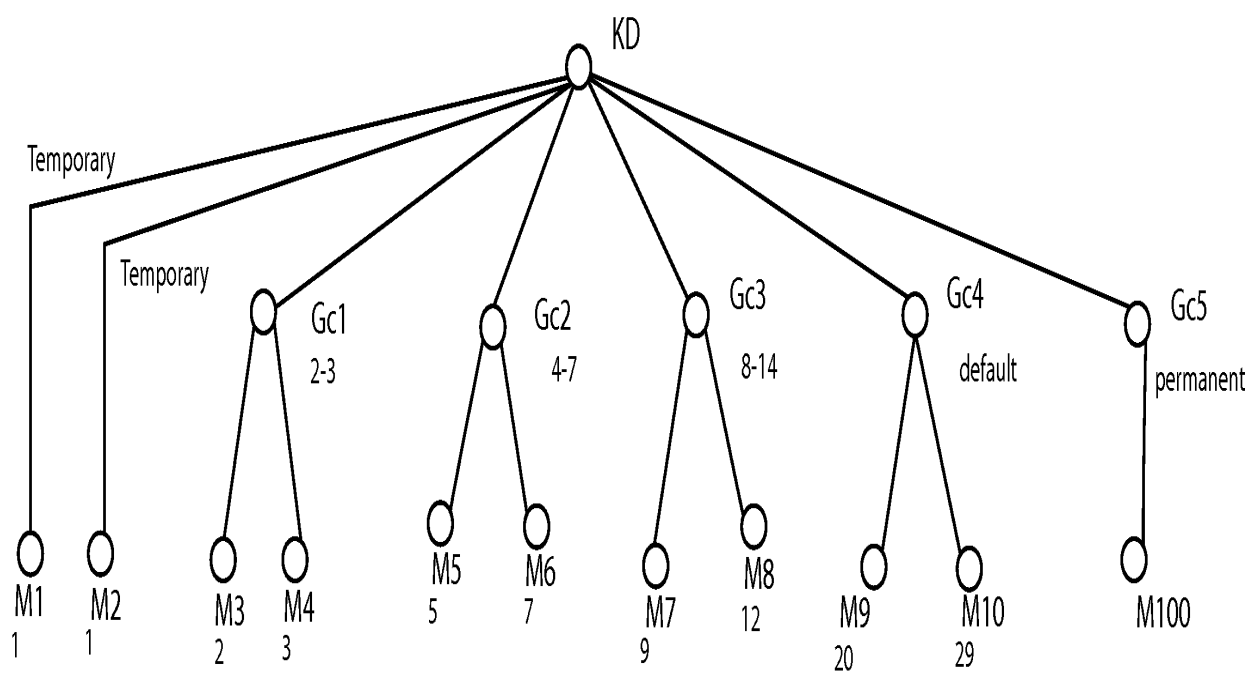 KD
Temporary
Temporary
Gc1
2-3
Gc2
4-7
Gc3
8-14
Gc4
default
Gc5
permanent
M1
1
M2
1
M3
2
M4
3
M5
5
M6
7
M7
9
M8
12
M9
20
M10
29
M100